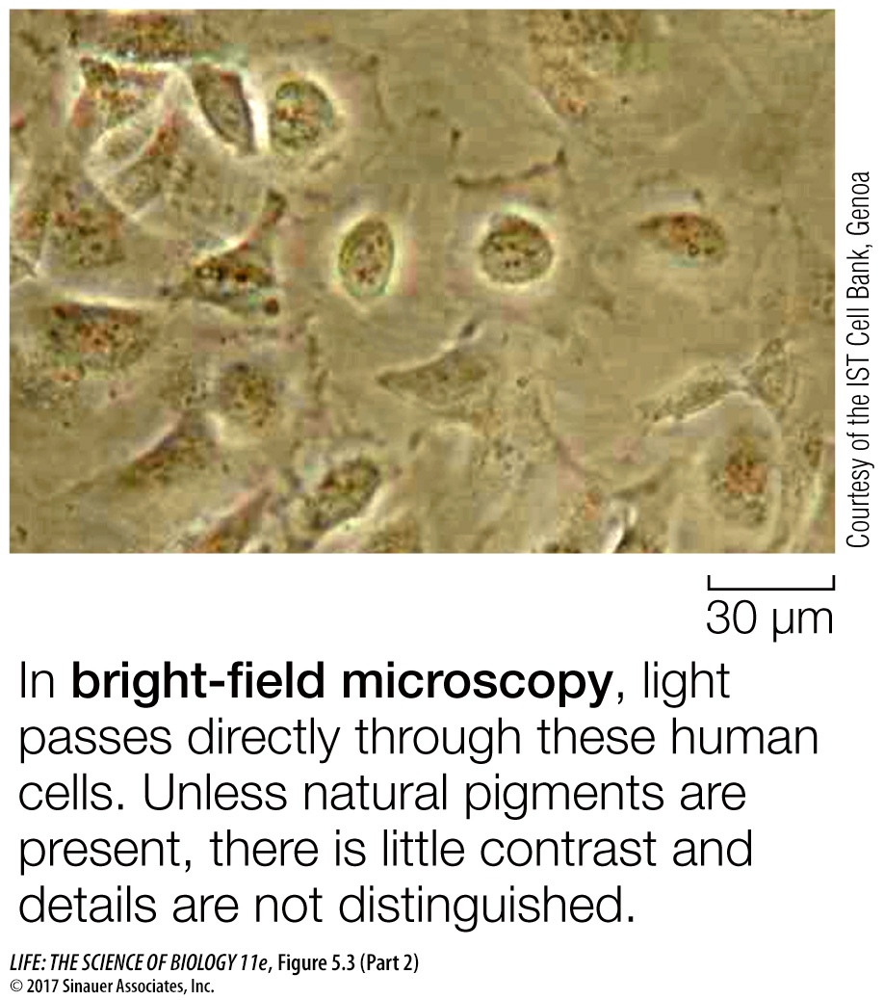 Courtesy of the IST Cell Bank, Genoa
30 µm
In bright-field microscopy, light
passes directly through these human
cells. Unless natural pigments are
present, there is little contrast and
details are not distinguished.
LIFE: THE SCIENCE OF BIOLOGY 11e, Figure 5.3 (Part 2)
© 2017 Sinauer Associates, Inc.